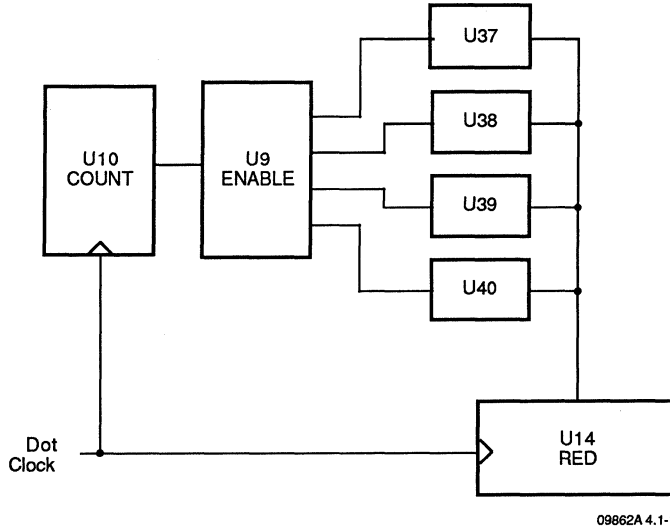 U37
U38
U39
U40
U10
COUNT
U9
ENABLE
Dot
Clock
U14
RED
09862A 4.1-